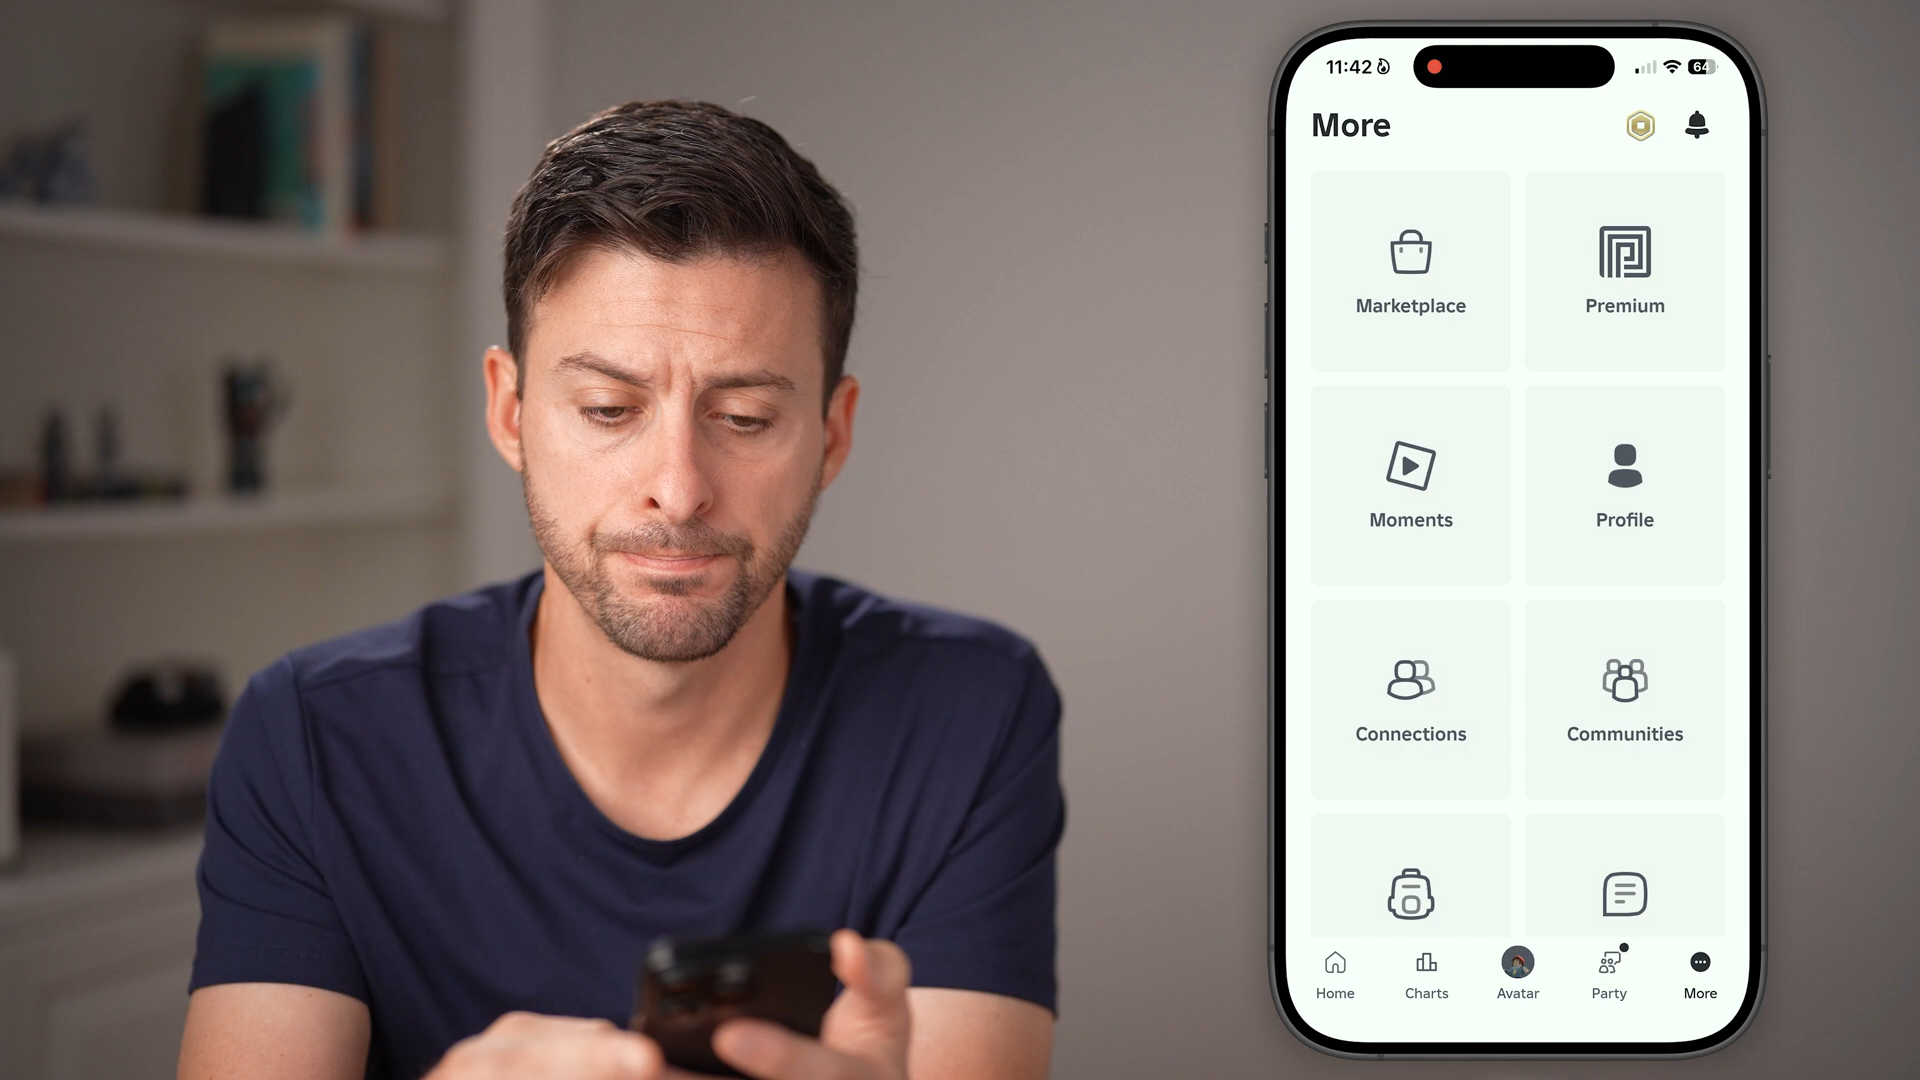 11:42
64
More
Marketplace
Premium
Moments
Profile
Connections
Communities
Home
Charts
Avatar
Party
More